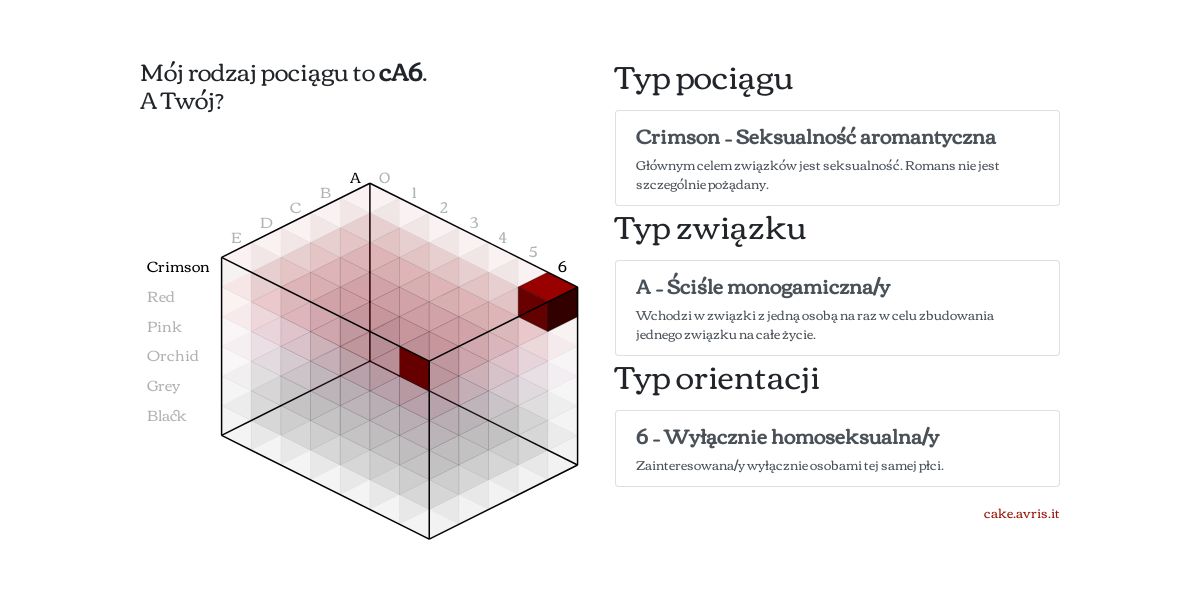 Mój rodzaj pociągu to cA6.
A Twój?
A O
B 1
C 2
D 3
E 4
5
6
Crimson
Red
Pink
Orchid
Grey
Black
Typ pociągu
Crimson - Seksualność aromantyczna
Głównym celem związków jest seksualność. Romans nie jest
szczególnie pożądany.
Typ związku
A - Ściśle monogamiczna/y
Wchodzi w związki z jedną osobą na raz w celu zbudowania
jednego związku na całe życie.
Typ orientacji
6 - Wyłącznie homoseksualna/y
Zainteresowana/y wyłącznie osobami tej samej płci.
cake.avris.it